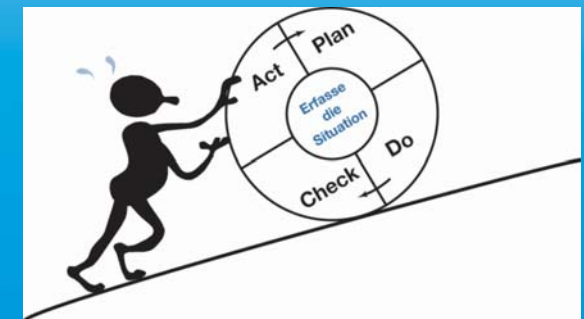 Plan
Act
Erfasse
die
Situation
Do
Check